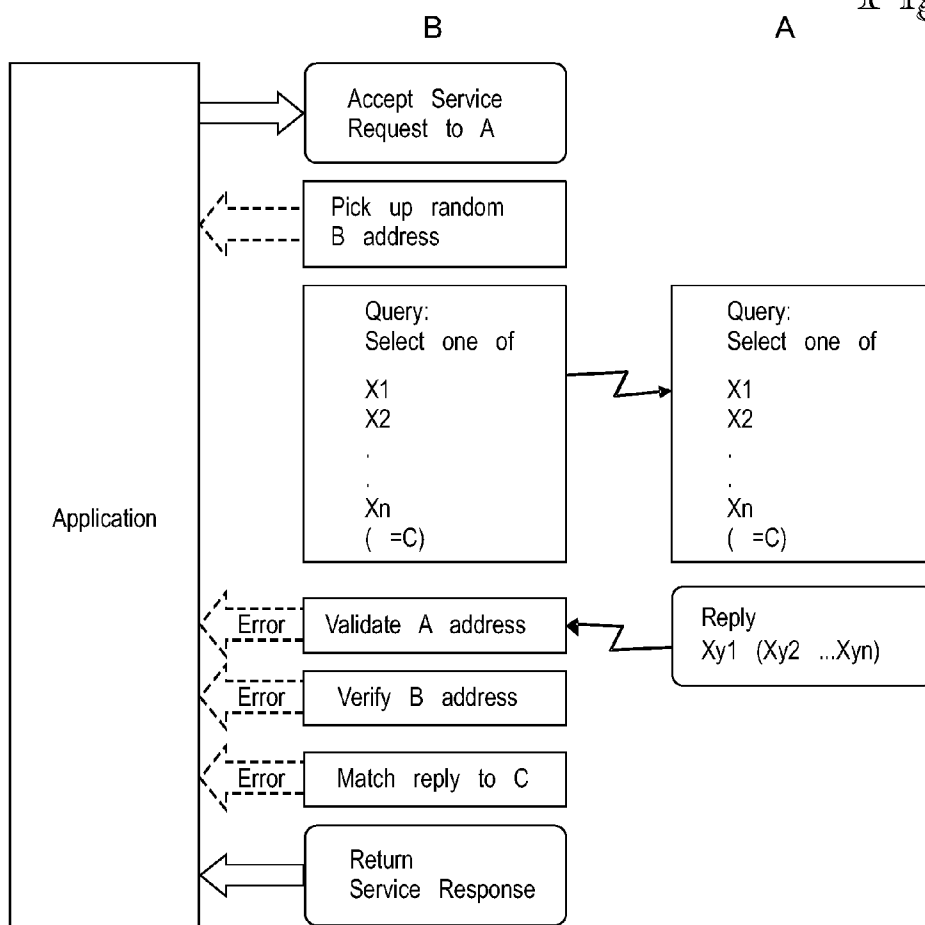 B
A
Accept Service
Request to A
Pick up random
B address
Query:
Select one of
X1
X2
.
.
Xn
( =C)
Query:
Select one of
X1
X2
.
.
Xn
( =C)
Application
Error
Validate A address
Reply
Xy1 (Xy2 ...Xyn)
Error
Verify B address
Error
Match reply to C
Return
Service Response